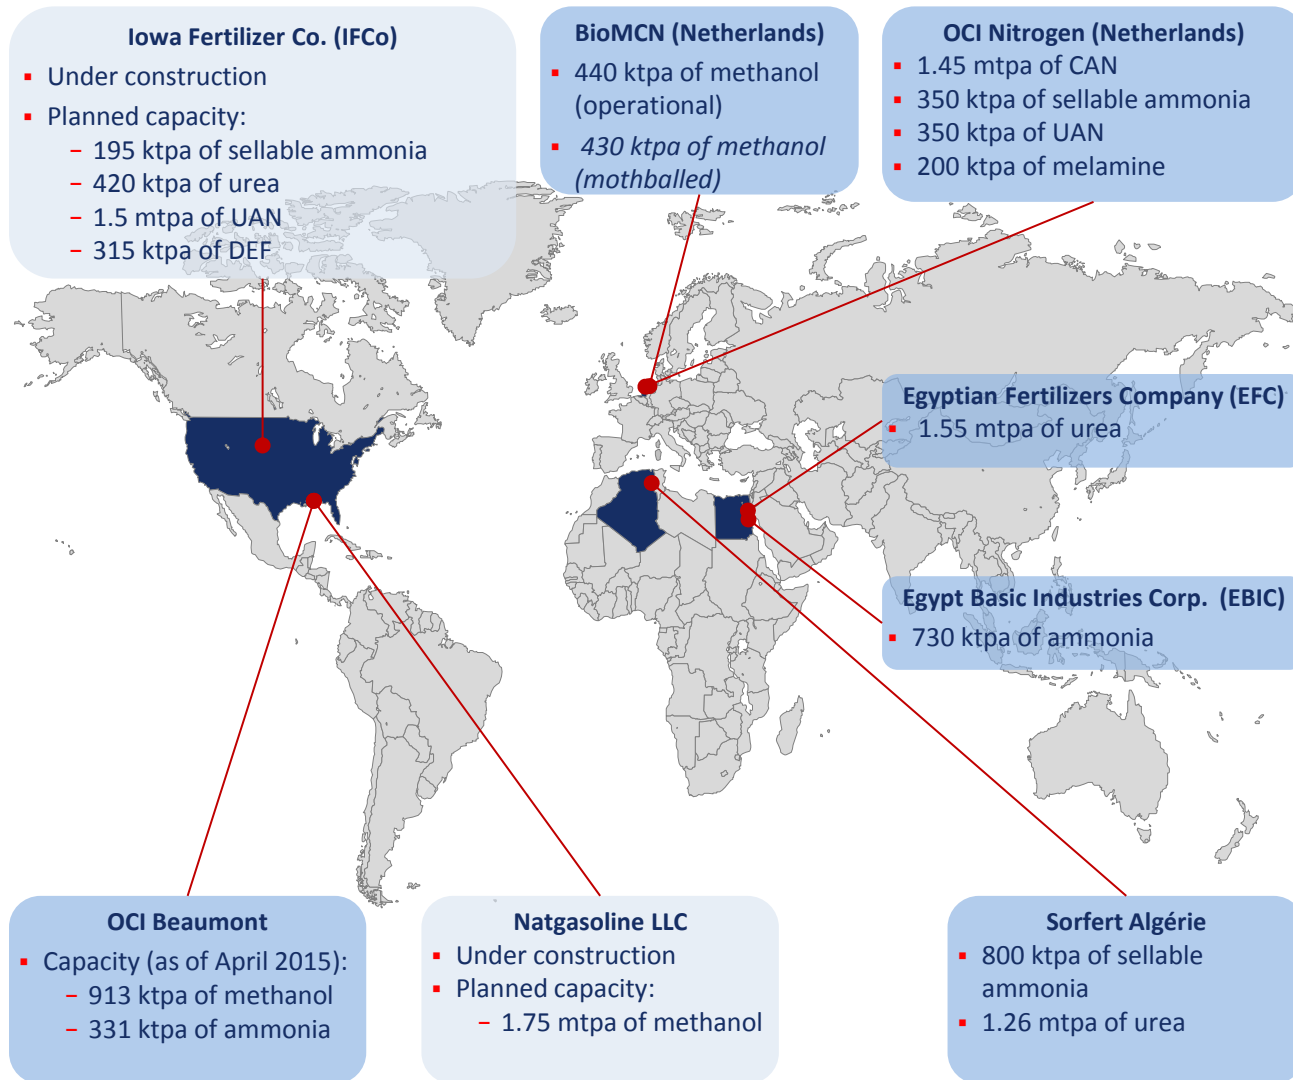 Iowa Fertilizer Co. (IFCo)
▪ Under construction
▪ Planned capacity:
− 195 ktpa of sellable ammonia
− 420 ktpa of urea
− 1.5 mtpa of UAN
− 315 ktpa of DEF
BioMCN (Netherlands)
▪ 440 ktpa of methanol
(operational)
▪ 430 ktpa of methanol
(mothballed)
OCI Nitrogen (Netherlands)
▪ 1.45 mtpa of CAN
▪ 350 ktpa of sellable ammonia
▪ 350 ktpa of UAN
▪ 200 ktpa of melamine
Egyptian Fertilizers Company (EFC)
▪ 1.55 mtpa of urea
Egypt Basic Industries Corp. (EBIC)
▪ 730 ktpa of ammonia
OCI Beaumont
▪ Capacity (as of April 2015):
− 913 ktpa of methanol
− 331 ktpa of ammonia
Natgasoline LLC
▪ Under construction
▪ Planned capacity:
− 1.75 mtpa of methanol
Sorfert Algérie
▪ 800 ktpa of sellable
ammonia
▪ 1.26 mtpa of urea